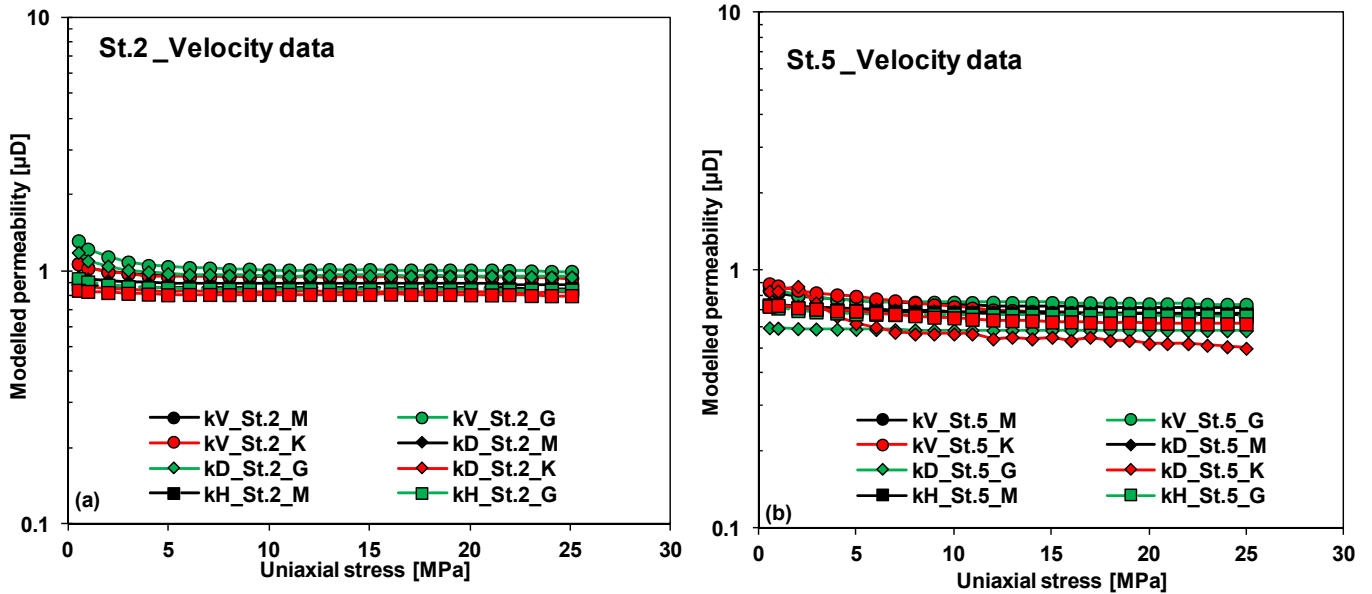 St.2 _Velocity data
Modelled permeability [µD]
10
1
0.1
kV_St.2_M
kV_St.2_G
kV_St.2_K
kD_St.2_M
kD_St.2_G
kD_St.2_K
kH_St.2_M
kH_St.2_G
(a)
0 5 10 15 20 25 30
Uniaxial stress [MPa]
St.5 _Velocity data
Modelled permeability [µD]
10
1
0.1
kV_St.5_M
kV_St.5_G
kV_St.5_K
kD_St.5_M
kD_St.5_G
kD_St.5_K
kH_St.5_M
kH_St.5_G
(b)
0 5 10 15 20 25 30
Uniaxial stress [MPa]